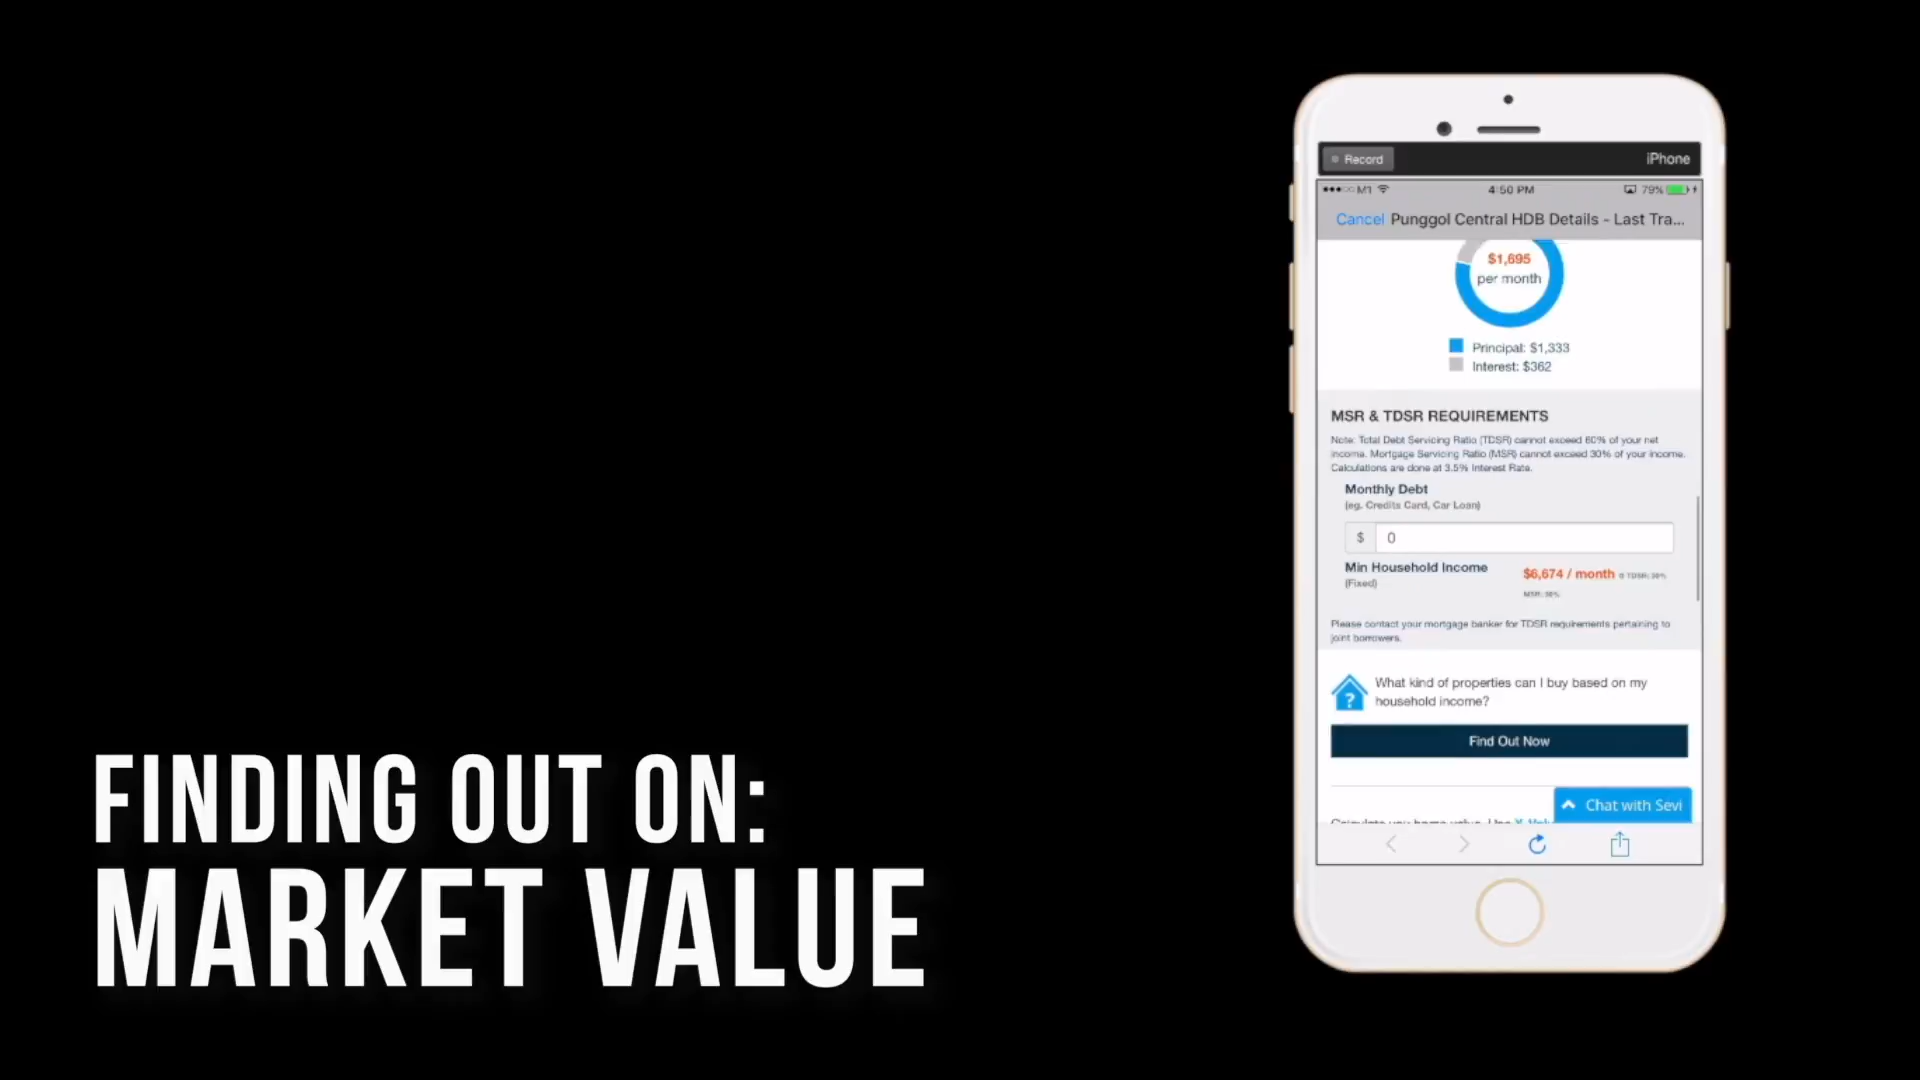 Record
iPhone
M1
4:50 PM
79%
Cancel Punggol Central HDB Details - Last Tra...
$1,695
per month
Principal: $1,333
Interest: $362
MSR & TDSR REQUIREMENTS
Note: Total Debt Servicing Ratio (TDSR) cannot exceed 60% of your net
income. Mortgage Servicing Ratio (MSR) cannot exceed 30% of your income.
Calculations are done at 3.5% Interest Rate.
Monthly Debt
(eg. Credits Card, Car Loan)
$ 0
Min Household Income
(Fixed)
$6,674 / month
Please contact your mortgage banker for TDSR requirements pertaining to
joint borrowers.
What kind of properties can I buy based on my
household income?
Find Out Now
Chat with Sevi
FINDING OUT ON:
MARKET VALUE